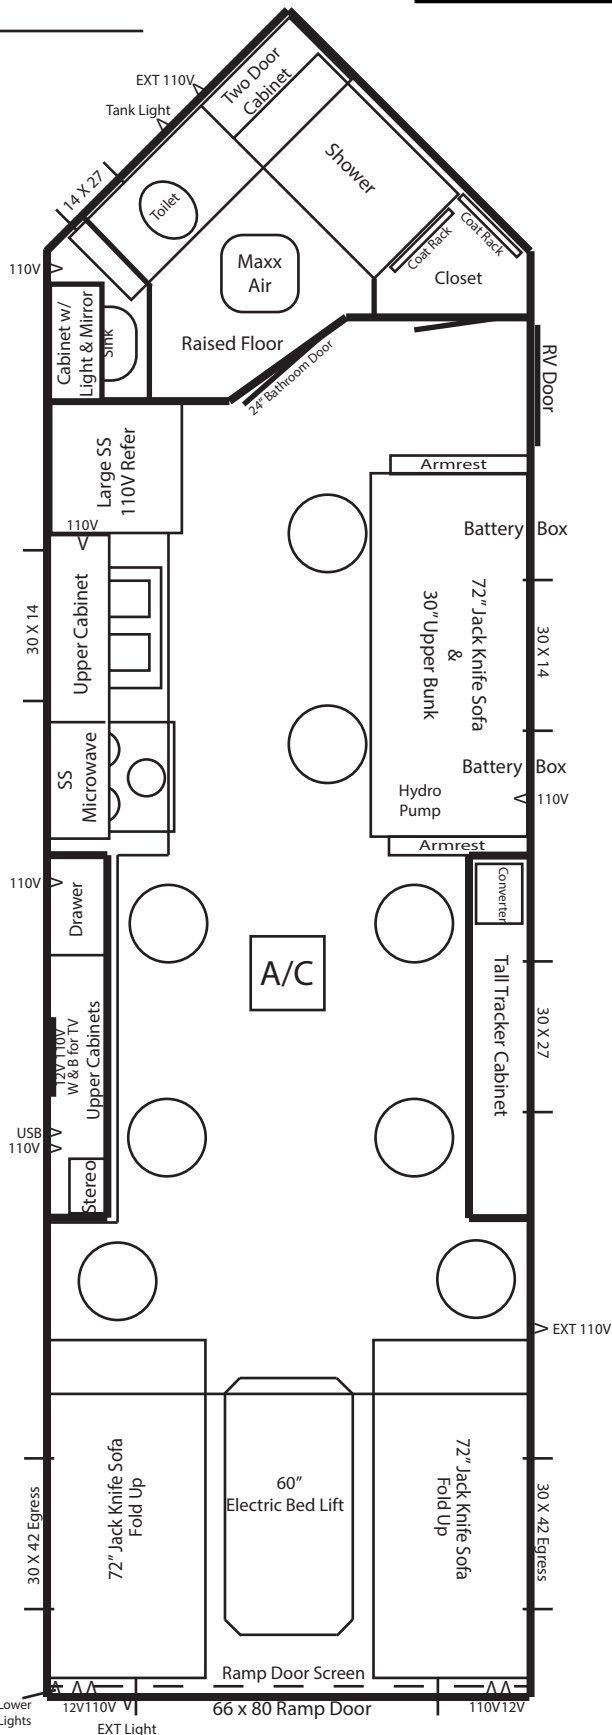 EXT 110V
Tank Light
14 X 27
Two Door
Cabinet
Shower
Toilet
Coat Rack
Coat Rack
Closet
110V
Maxx
Air
Cabinet w/
Light & Mirror
Sink
Raised Floor
24" Bathroom Door
RV Door
Large SS
110V Refer
Armrest
110V
Battery Box
30 X 14
Upper Cabinet
72" Jack Knife Sofa
&
30" Upper Bunk
30 X 14
SS
Microwave
Battery Box
Hydro
Pump
110V
Armrest
110V
Drawer
Converter
A/C
Tall Tracker Cabinet
30 X 27
12V 110V
W & B for TV
Upper Cabinets
USB
110V
Stereo
EXT 110V
72" Jack Knife Sofa
Fold Up
60"
Electric Bed Lift
72" Jack Knife Sofa
Fold Up
30 X 42 Egress
30 X 42 Egress
Ramp Door Screen
Lower
Lights
12V110V
EXT Light
66 x 80 Ramp Door
110V12V